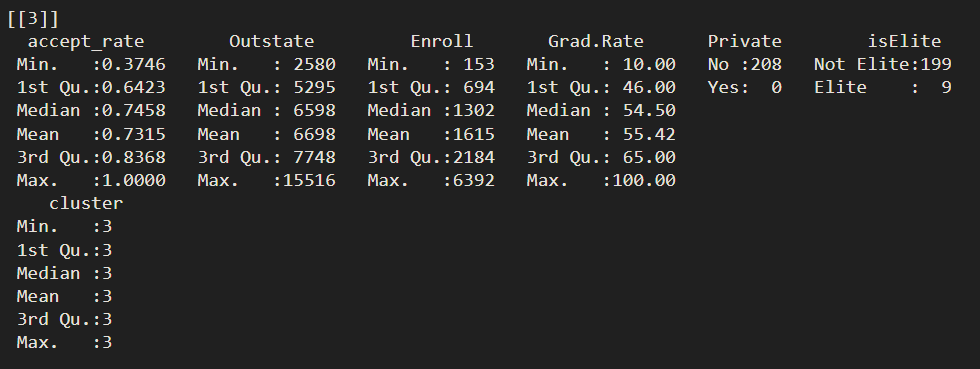 [[3]]
  accept_rate        Outstate         Enroll       Grad.Rate      Private        isElite
 Min.   :0.3746   Min.   : 2580   Min.   : 153   Min.   : 10.00   No :208   Not Elite:199
 1st Qu.:0.6423   1st Qu.: 5295   1st Qu.: 694   1st Qu.: 46.00   Yes:  0   Elite    :  9
 Median :0.7458   Median : 6598   Median :1302   Median : 54.50
 Mean   :0.7315   Mean   : 6698   Mean   :1615   Mean   : 55.42
 3rd Qu.:0.8368   3rd Qu.: 7748   3rd Qu.:2184   3rd Qu.: 65.00
 Max.   :1.0000   Max.   :15516   Max.   :6392   Max.   :100.00
    cluster
 Min.   :3
 1st Qu.:3
 Median :3
 Mean   :3
 3rd Qu.:3
 Max.   :3